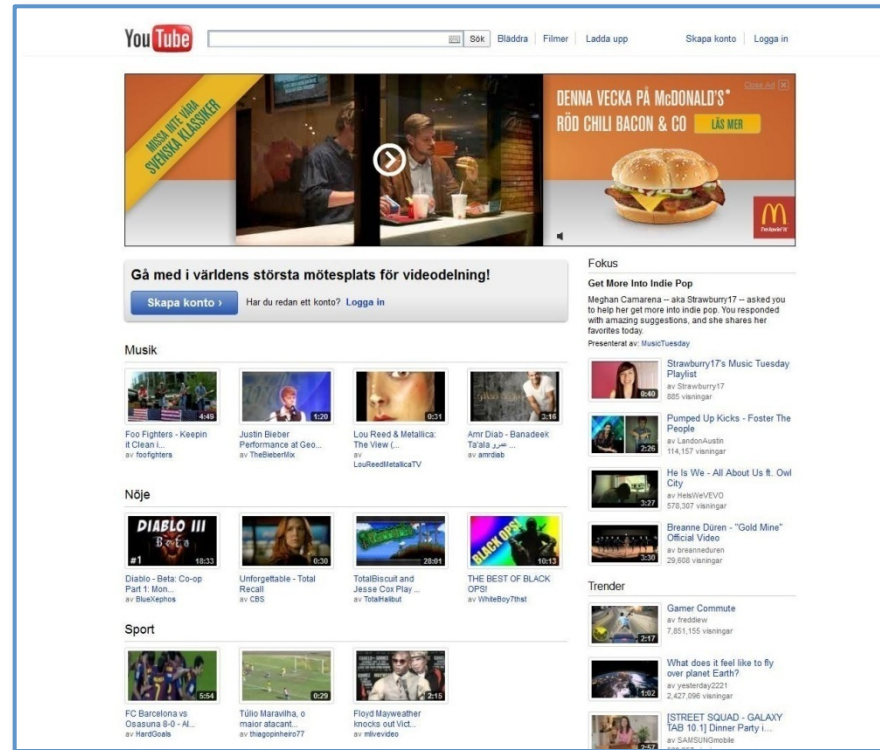 You Tube
Sök
Bläddra
Filmer
Ladda upp
Skapa konto
Logga in
MISSA INTE VÅRA
SVENSKA KLASSIKER
DENNA VECKA PÅ McDONALD'S®
RÖD CHILI BACON & CO
LÄS MER
Close Ad X
i'm lovin' it
Gå med i världens största mötesplats för videodelning!
Skapa konto ›
Har du redan ett konto? Logga in
Musik
4:49
Foo Fighters - Keepin
it Clean i...
av foofighters
1:20
Justin Bieber
Performance at Geo...
av TheBieberMix
0:31
Lou Reed & Metallica:
The View (...
av
LouReedMetallicaTV
3:16
Amr Diab - Banadeek
Ta'ala عمرو ...
av amrdiab
Nöje
DIABLO III
Beta
#1
18:33
Diablo - Beta: Co-op
Part 1: Mon...
av BlueXephos
0:30
Unforgettable - Total
Recall
av CBS
28:01
TotalBiscuit and
Jesse Cox Play ...
av TotalHalibut
BLACK OPS!
10:13
THE BEST OF BLACK
OPS!
av WhiteBoy7thst
Sport
5:54
FC Barcelona vs
Osasuna 8-0 - Al...
av HardGoals
0:29
Túlio Maravilha, o
maior atacant...
av thiagopinheiro77
2:15
Floyd Mayweather
knocks out Vict...
av mlivevideo
Fokus
Get More Into Indie Pop
Meghan Camarena -- aka Strawburry17 -- asked you
to help her get more into indie pop. You responded
with amazing suggestions, and she shares her
favorites today.
Presenterat av: MusicTuesday
0:40
Strawburry17's Music Tuesday
Playlist
av Strawburry17
885 visningar
2:26
Pumped Up Kicks - Foster The
People
av LandonAustin
114,157 visningar
3:27
He Is We - All About Us ft. Owl
City
av HeIsWeVEVO
578,307 visningar
3:30
Breanne Düren - "Gold Mine"
Official Video
av breanneduren
29,608 visningar
Trender
2:17
Gamer Commute
av freddiew
7,851,155 visningar
1:02
What does it feel like to fly
over planet Earth?
av yesterday2221
2,427,096 visningar
2:57
[STREET SQUAD - GALAXY
TAB 10.1] Dinner Party i...
av SAMSUNGmobile